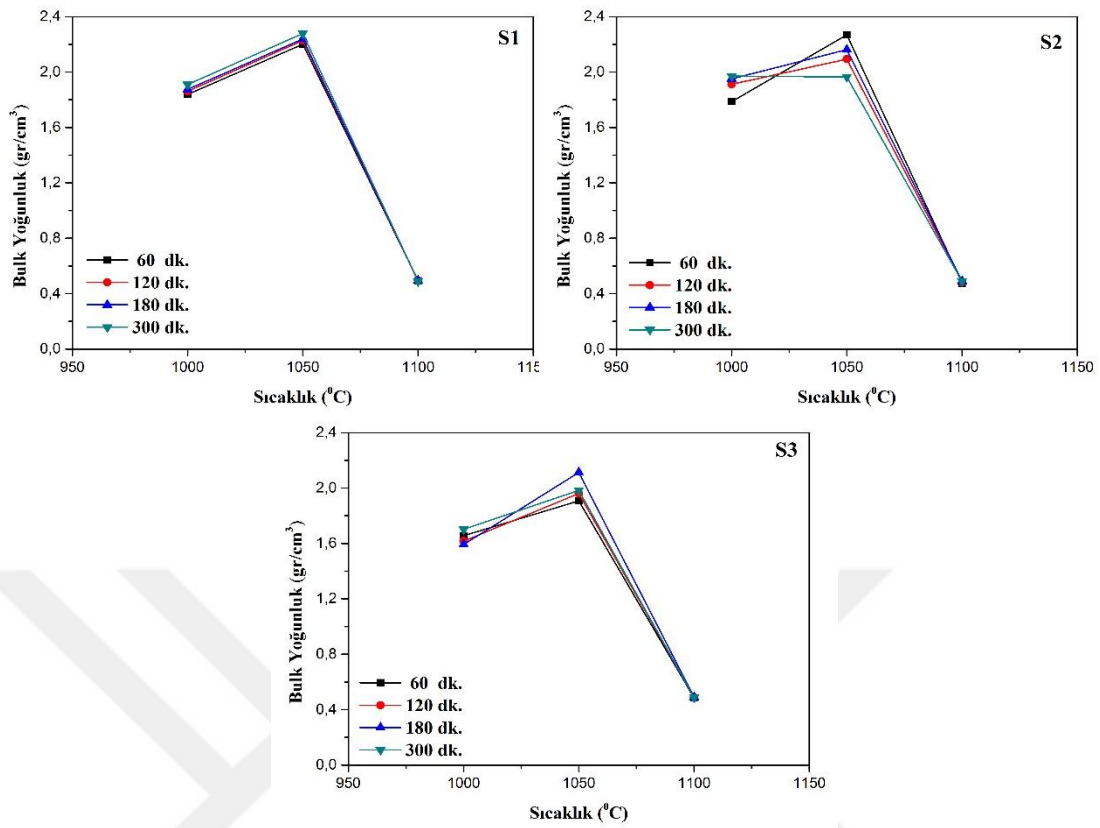 S1
Bulk Yoğunluk (gr/cm³)
2,4
2,0
1,6
1,2
0,8
0,4
0,0
60 dk.
120 dk.
180 dk.
300 dk.
950
1000
1050
1100
1150
Sıcaklık (⁰C)
S2
Bulk Yoğunluk (gr/cm³)
2,4
2,0
1,6
1,2
0,8
0,4
0,0
60 dk.
120 dk.
180 dk.
300 dk.
950
1000
1050
1100
1150
Sıcaklık (⁰C)
S3
Bulk Yoğunluk (gr/cm³)
2,4
2,0
1,6
1,2
0,8
0,4
0,0
60 dk.
120 dk.
180 dk.
300 dk.
950
1000
1050
1100
1150
Sıcaklık (⁰C)